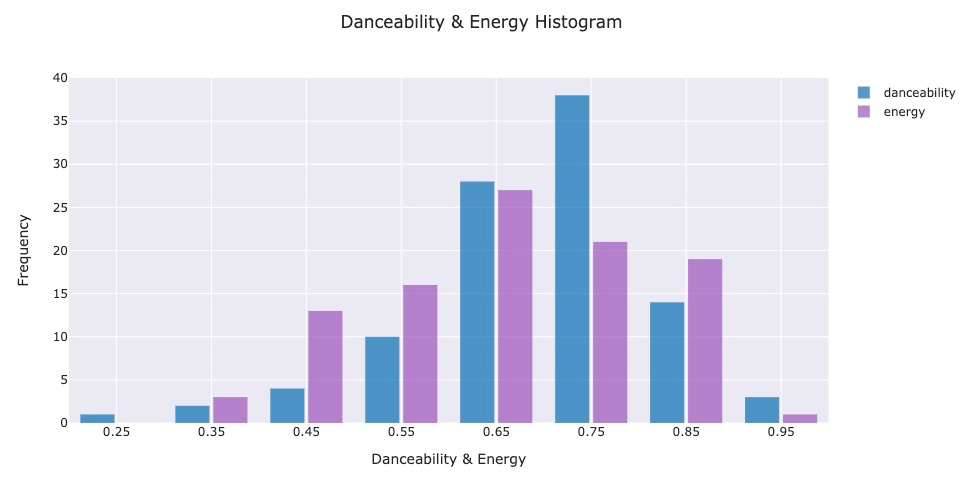 Danceability & Energy Histogram
danceability
energy
40
35
30
25
20
15
10
5
0
Frequency
0.25 0.35 0.45 0.55 0.65 0.75 0.85 0.95
Danceability & Energy